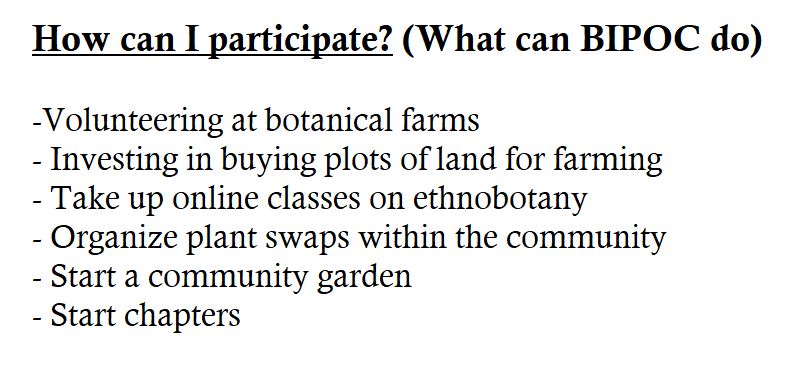 How can I participate? (What can BIPOC do)
-Volunteering at botanical farms
- Investing in buying plots of land for farming
- Take up online classes on ethnobotany
- Organize plant swaps within the community
- Start a community garden
- Start chapters